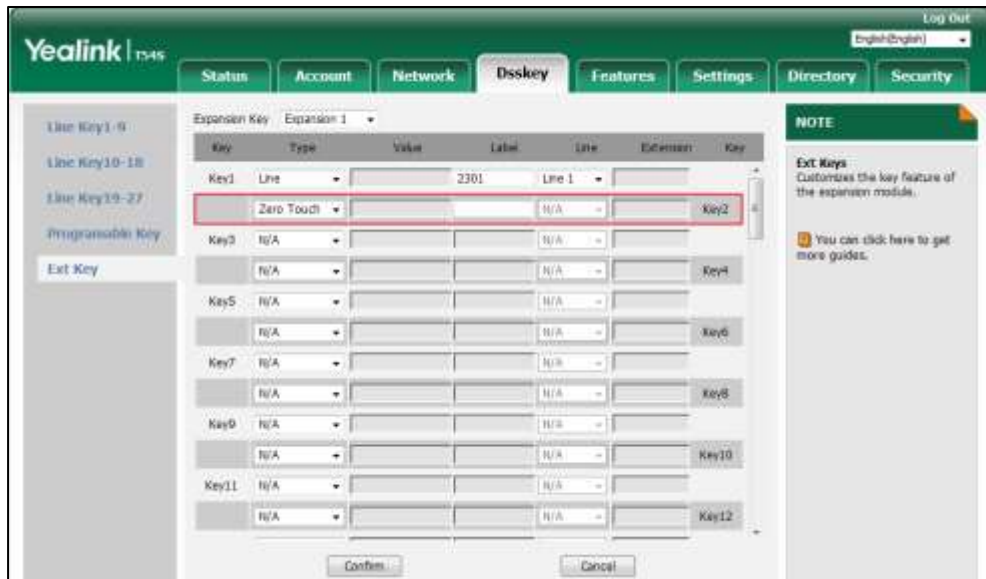 Log Out
Yealink T54S
English(English)
Status Account Network Dsskey Features Settings Directory Security
Line Key1-9
Line Key10-18
Line Key19-27
Programable Key
Ext Key
Expansion Key Expansion 1
Key Type Value Label Line Extension Key
Key1 Line 2301 Line 1
Zero Touch N/A Key2
Key3 N/A N/A
N/A N/A Key4
Key5 N/A N/A
N/A N/A Key6
Key7 N/A N/A
N/A N/A Key8
Key9 N/A N/A
N/A N/A Key10
Key11 N/A N/A
N/A N/A Key12
Confirm Cancel
NOTE
Ext Keys
Customizes the key feature of
the expansion module.
You can click here to get
more guides.